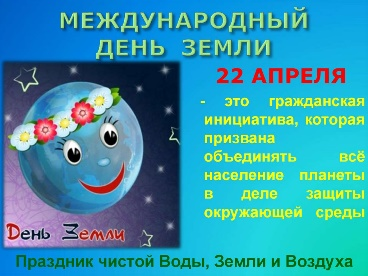 МЕЖДУНАРОДНЫЙ
ДЕНЬ ЗЕМЛИ
22 АПРЕЛЯ
- это гражданская
инициатива, которая
призвана
объединять всё
население планеты
в деле защиты
окружающей среды
День Земли
Праздник чистой Воды, Земли и Воздуха